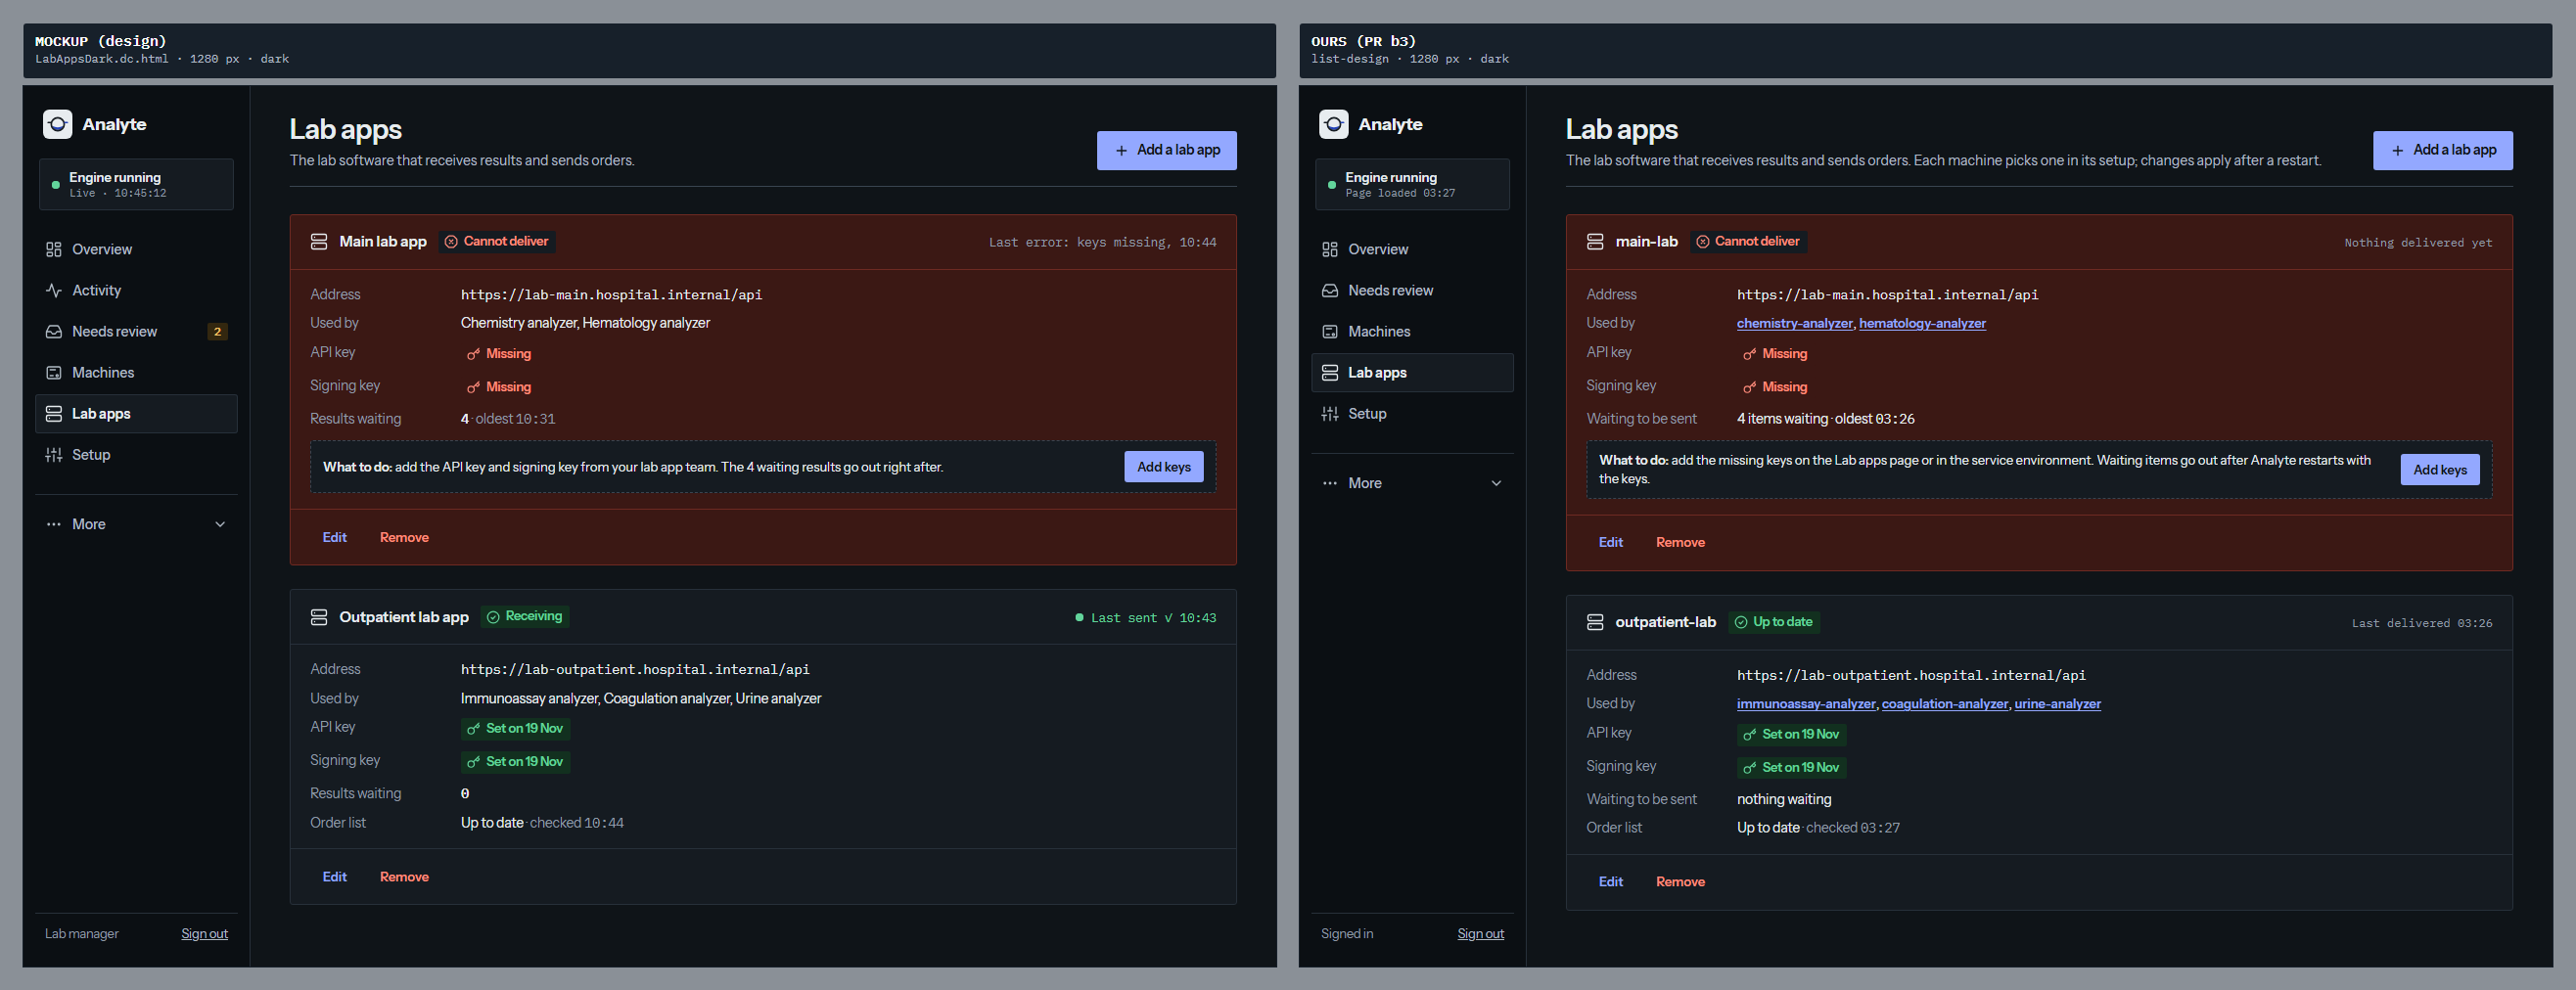 MOCKUP (design)
LabAppsDark.dc.html · 1280 px · dark
Analyte
Engine running
Live · 10:45:12
Overview
Activity
Needs review 2
Machines
Lab apps
Setup
More
Lab manager Sign out
Lab apps
The lab software that receives results and sends orders.
Add a lab app
Main lab app Cannot deliver Last error: keys missing, 10:44
Address https://lab-main.hospital.internal/api
Used by Chemistry analyzer, Hematology analyzer
API key Missing
Signing key Missing
Results waiting 4 · oldest 10:31
What to do: add the API key and signing key from your lab app team. The 4 waiting results go out right after. Add keys
Edit Remove
Outpatient lab app Receiving Last sent √ 10:43
Address https://lab-outpatient.hospital.internal/api
Used by Immunoassay analyzer, Coagulation analyzer, Urine analyzer
API key Set on 19 Nov
Signing key Set on 19 Nov
Results waiting 0
Order list Up to date · checked 10:44
Edit Remove
OURS (PR b3)
list-design · 1280 px · dark
Analyte
Engine running
Page loaded 03:27
Overview
Needs review
Machines
Lab apps
Setup
More
Signed in Sign out
Lab apps
The lab software that receives results and sends orders. Each machine picks one in its setup; changes apply after a restart.
Add a lab app
main-lab Cannot deliver Nothing delivered yet
Address https://lab-main.hospital.internal/api
Used by chemistry-analyzer, hematology-analyzer
API key Missing
Signing key Missing
Waiting to be sent 4 items waiting · oldest 03:26
What to do: add the missing keys on the Lab apps page or in the service environment. Waiting items go out after Analyte restarts with
the keys.
Add keys
Edit Remove
outpatient-lab Up to date Last delivered 03:26
Address https://lab-outpatient.hospital.internal/api
Used by immunoassay-analyzer, coagulation-analyzer, urine-analyzer
API key Set on 19 Nov
Signing key Set on 19 Nov
Waiting to be sent nothing waiting
Order list Up to date · checked 03:27
Edit Remove